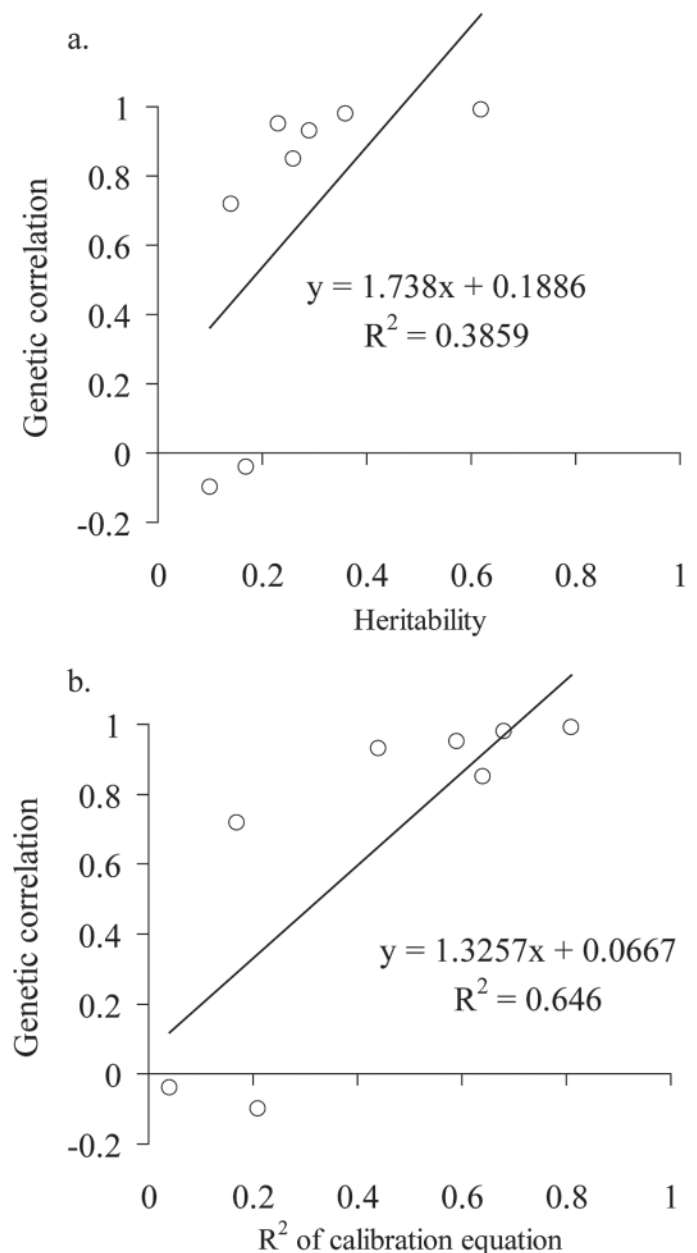 a.
1
0.8
0.6
0.4
0.2
0
-0.2
Genetic correlation
y = 1.738x + 0.1886
R² = 0.3859
0 0.2 0.4 0.6 0.8 1
Heritability
b.
1
0.8
0.6
0.4
0.2
0
-0.2
Genetic correlation
y = 1.3257x + 0.0667
R² = 0.646
0 0.2 0.4 0.6 0.8 1
R² of calibration equation